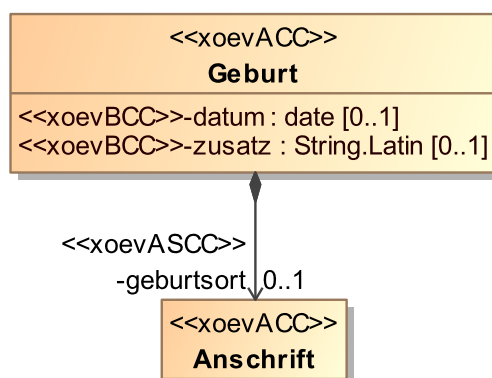 <<xoevACC>>
Geburt
<<xoevBCC>>-datum : date [0..1]
<<xoevBCC>>-zusatz : String.Latin [0..1]
<<xoevASCC>>
-geburtsort 0..1
<<xoevACC>>
Anschrift